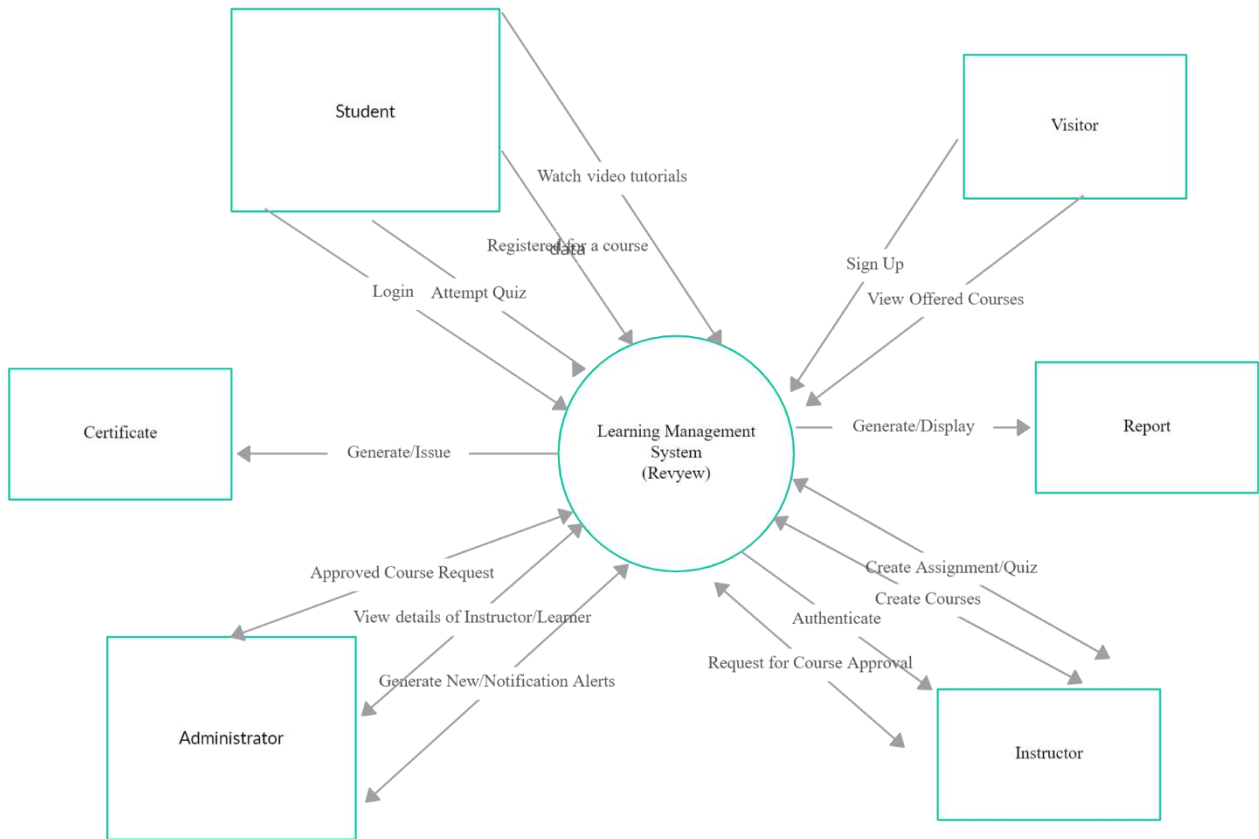 Student
Visitor
Watch video tutorials
Registered for a course
data
Sign Up
Login
Attempt Quiz
View Offered Courses
Certificate
Generate/Issue
Learning Management
System
(Revyew)
Generate/Display
Report
Approved Course Request
Create Assignment/Quiz
Create Courses
View details of Instructor/Learner
Authenticate
Request for Course Approval
Generate New/Notification Alerts
Administrator
Instructor